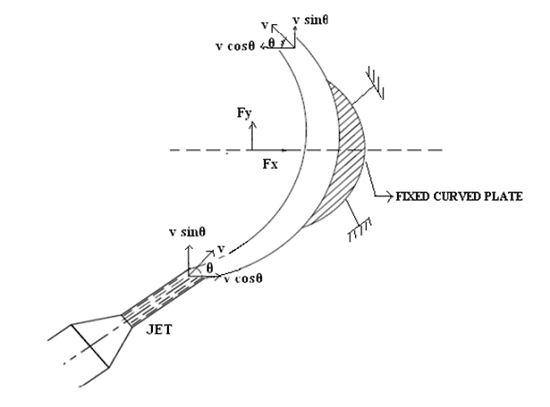 v v sinθ
v cosθ θ
Fy
Fx
FIXED CURVED PLATE
v sinθ
v
θ
v cosθ
JET